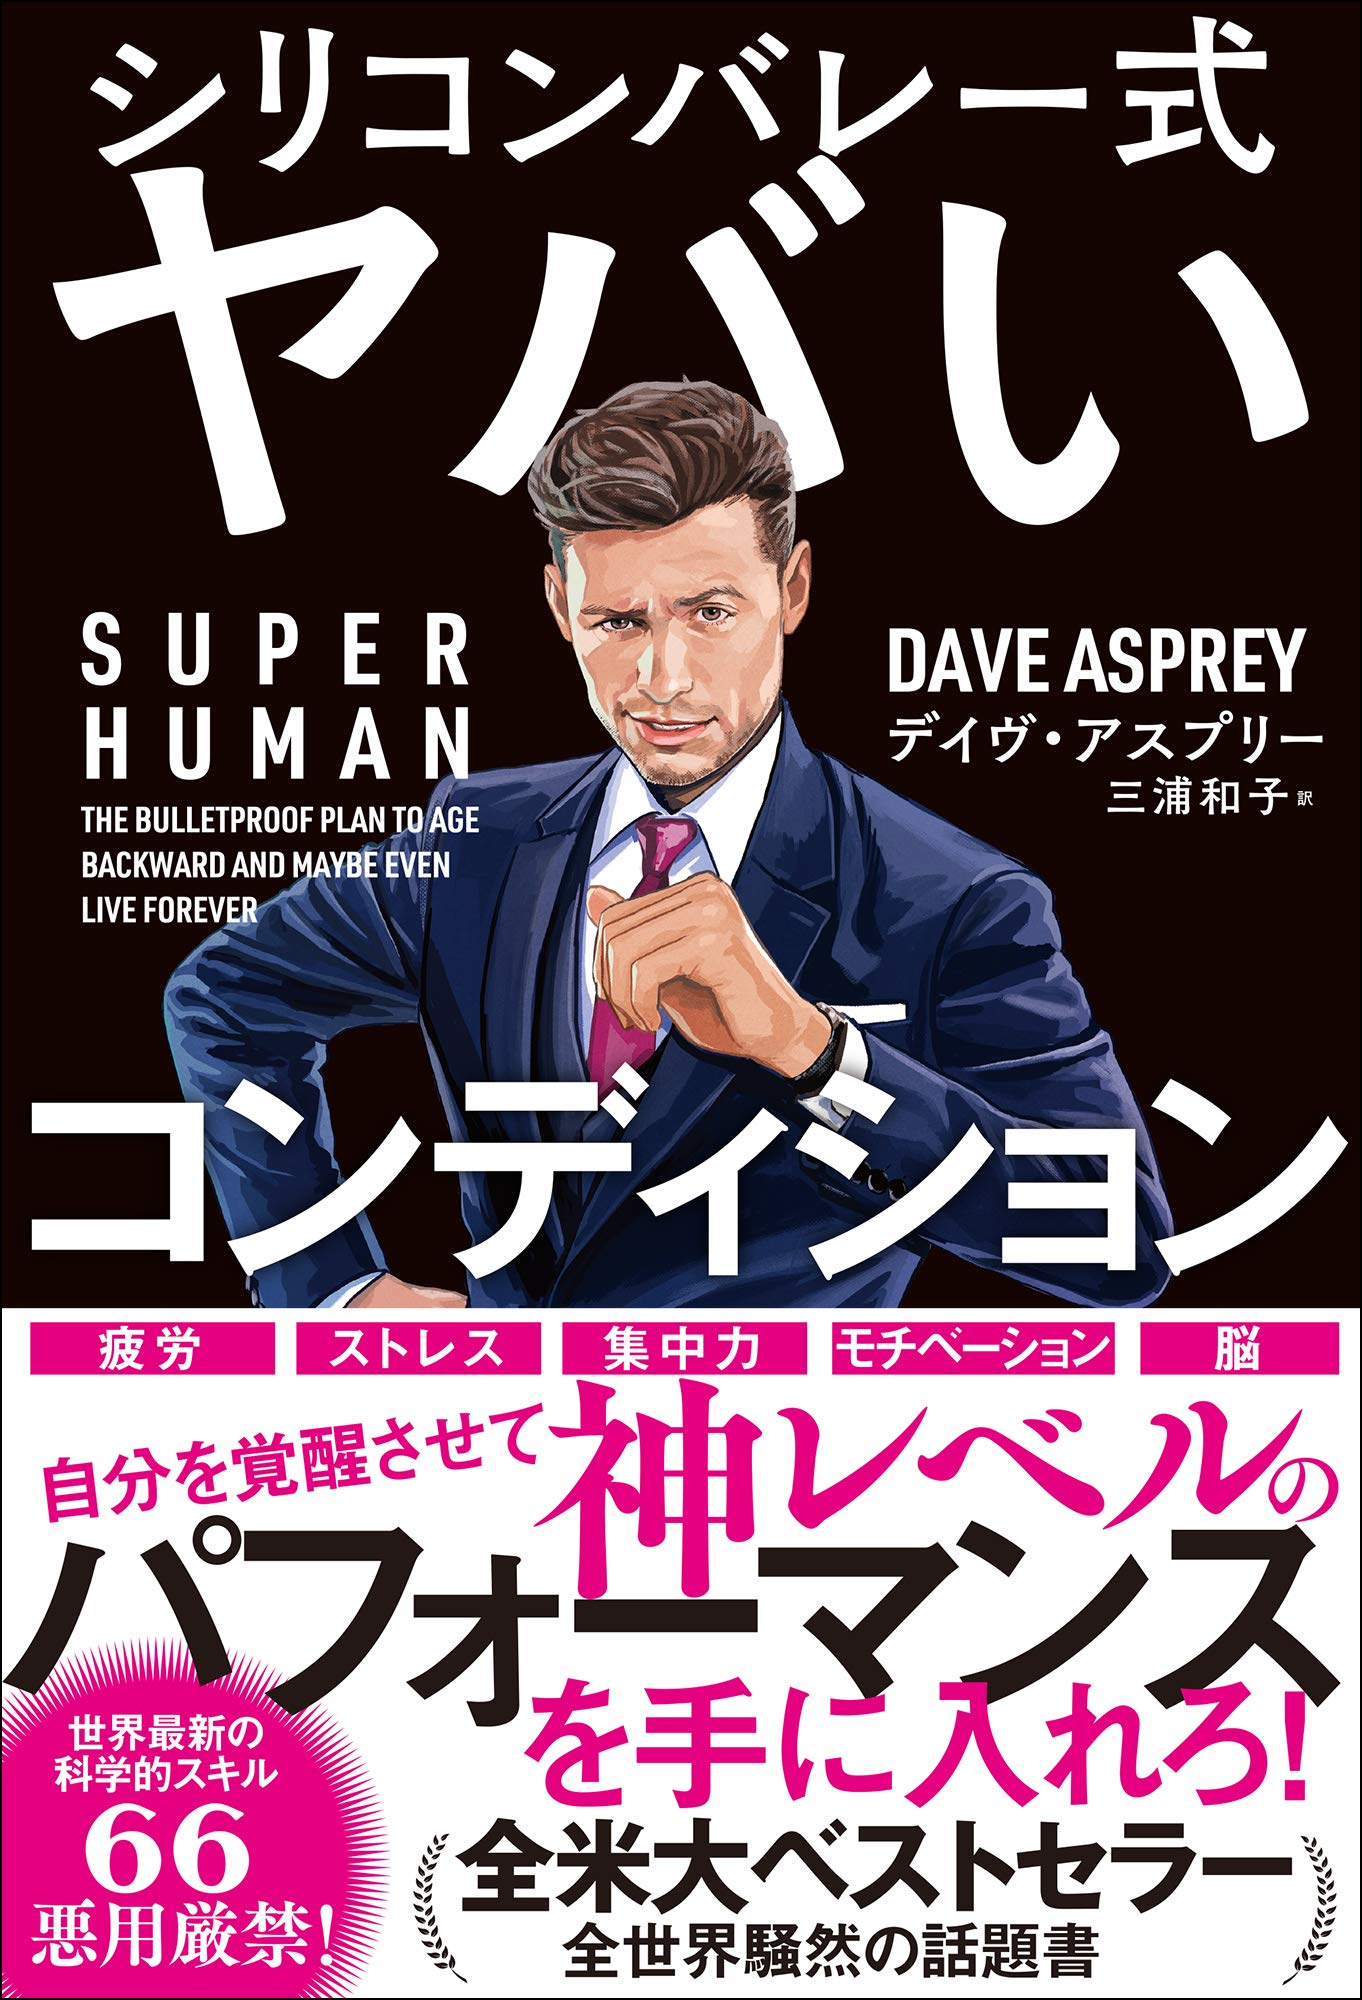 シリコンバレー式
ヤバい
SUPER
HUMAN
THE BULLETPROOF PLAN TO AGE
BACKWARD AND MAYBE EVEN
LIVE FOREVER
DAVE ASPREY
デイヴ・アスプリー
三浦和子 訳
コンディション
疲労 ストレス 集中力 モチベーション 脳
自分を覚醒させて神レベルの
パフォーマンス
を手に入れろ!
世界最新の
科学的スキル
66
悪用厳禁!
全米大ベストセラー
全世界騒然の話題書